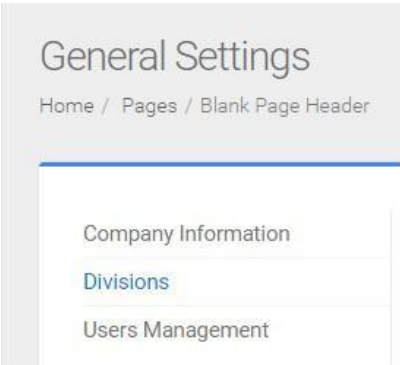 General Settings
Home / Pages / Blank Page Header
Company Information
Divisions
Users Management